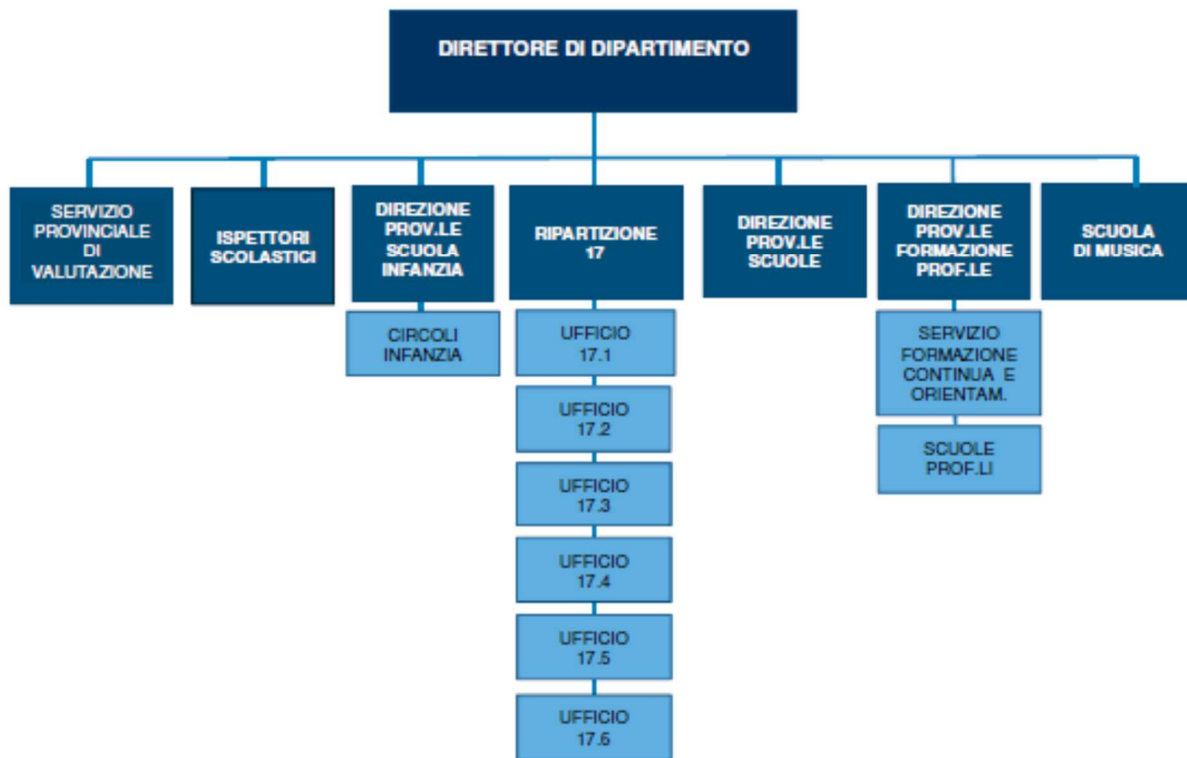 DIRETTORE DI DIPARTIMENTO
SERVIZIO
PROVINCIALE
DI
VALUTAZIONE
ISPETTORI
SCOLASTICI
DIREZIONE
PROV.LE
SCUOLA
INFANZIA
RIPARTIZIONE
17
DIREZIONE
PROV.LE
SCUOLE
DIREZIONE
PROV.LE
FORMAZIONE
PROF.LE
SCUOLA
DI MUSICA
CIRCOLI
INFANZIA
UFFICIO
17.1
UFFICIO
17.2
UFFICIO
17.3
UFFICIO
17.4
UFFICIO
17.5
UFFICIO
17.6
SERVIZIO
FORMAZIONE
CONTINUA E
ORIENTAM.
SCUOLE
PROF.LI